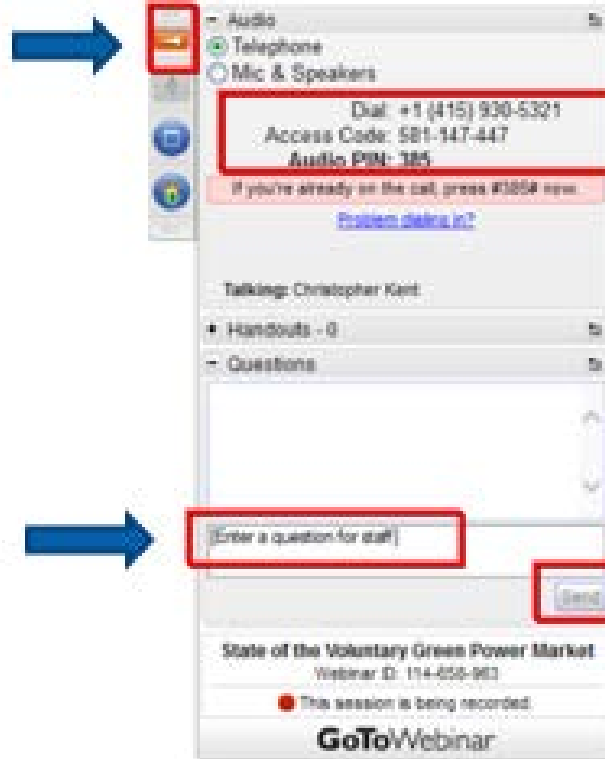 Audio
Telephone
Mic & Speakers
Dial: +1 (415) 930-5321
Access Code: 581-147-447
Audio PIN: 385
If you're already on the call, press #385# now.
Problem dialing in?
Talking: Christopher Kent
Handouts - 0
Questions
[Enter a question for staff]
Send
State of the Voluntary Green Power Market
Webinar ID: 114-658-963
This session is being recorded.
GoToWebinar